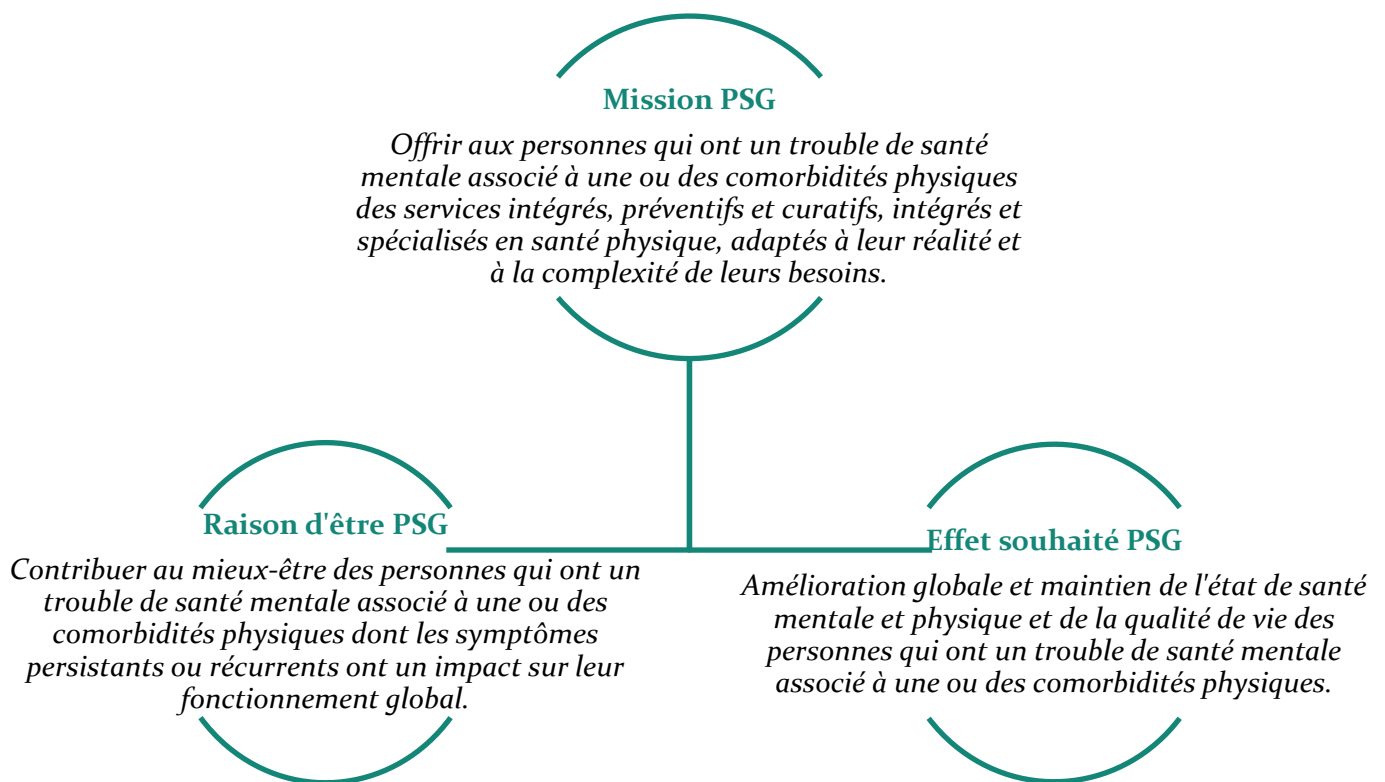 Mission PSG
Offrir aux personnes qui ont un trouble de santé
mentale associé à une ou des comorbidités physiques
des services intégrés, préventifs et curatifs, intégrés et
spécialisés en santé physique, adaptés à leur réalité et
à la complexité de leurs besoins.
Raison d'être PSG
Contribuer au mieux-être des personnes qui ont un
trouble de santé mentale associé à une ou des
comorbidités physiques dont les symptômes
persistants ou récurrents ont un impact sur leur
fonctionnement global.
Effet souhaité PSG
Amélioration globale et maintien de l'état de santé
mentale et physique et de la qualité de vie des
personnes qui ont un trouble de santé mentale
associé à une ou des comorbidités physiques.